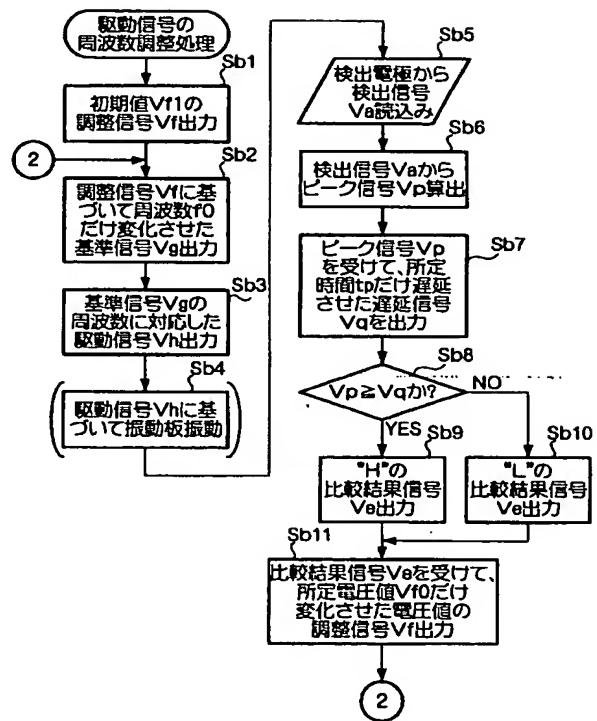 駆動信号の
周波数調整処理
Sb1
初期値Vf1の
調整信号Vf出力
2
Sb2
調整信号Vfに基
づいて周波数f0
だけ変化させた
基準信号Vg出力
Sb3
基準信号Vgの
周波数に対応した
駆動信号Vh出力
Sb4
駆動信号Vhに基
づいて振動板振動
Sb5
検出電極から
検出信号
Va読込み
Sb6
検出信号Vaから
ピーク信号Vp算出
Sb7
ピーク信号Vp
を受けて、所定
時間tpだけ遅延
させた遅延信号
Vqを出力
Sb8
Vp≧Vqか?
NO
YES
Sb9
"H"の
比較結果信号
Ve出力
Sb10
"L"の
比較結果信号
Ve出力
Sb11
比較結果信号Veを受けて、
所定電圧値Vf0だけ
変化させた電圧値の
調整信号Vf出力
2